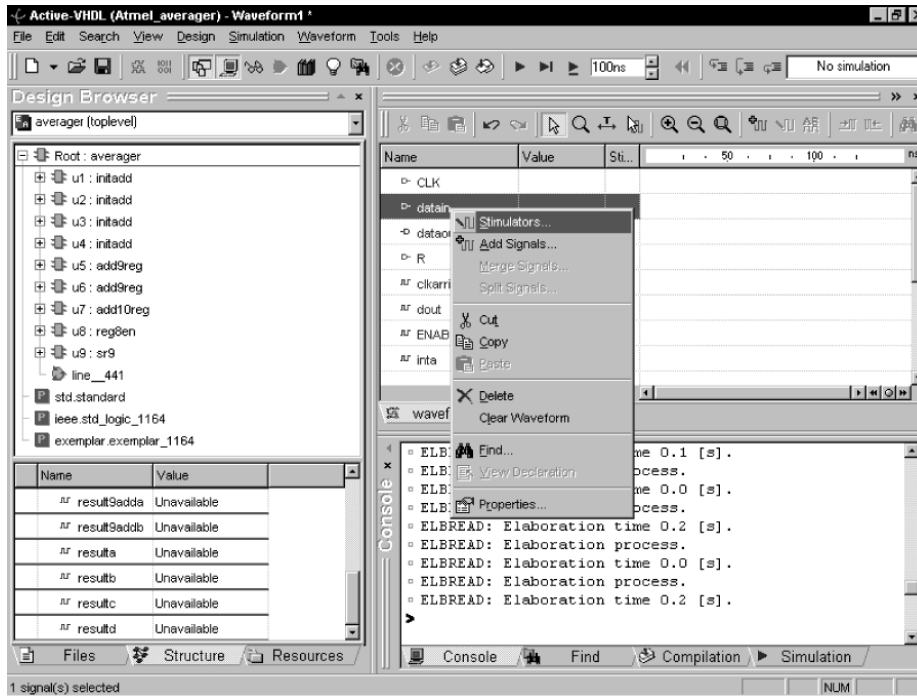 Active-VHDL (Atmel_averager) - Waveform1 *
File Edit Search View Design Simulation Waveform Tools Help
100ns
No simulation
Design Browser
averager (toplevel)
Root : averager
u1 : initadd
u2 : initadd
u3 : initadd
u4 : initadd
u5 : add9reg
u6 : add9reg
u7 : add10reg
u8 : reg8en
u9 : sr9
line__441
std.standard
ieee.std_logic_1164
exemplar.exemplar_1164
Name Value
result9adda Unavailable
result9addb Unavailable
resulta Unavailable
resultb Unavailable
resultc Unavailable
resultd Unavailable
Files Structure Resources
Name Value Sti... 50 100 ns
CLK
datain
dataou
R
clkarri
dout
ENAB
inta
wavef
Stimulators...
Add Signals...
Merge Signals...
Split Signals...
Cut
Copy
Paste
Delete
Clear Waveform
Find...
View Declaration
Properties...
Console
ELB me 0.1 [s].
ELB ocess.
ELB me 0.0 [s].
ELB ocess.
ELBREAD: Elaboration time 0.2 [s].
ELBREAD: Elaboration process.
ELBREAD: Elaboration time 0.0 [s].
ELBREAD: Elaboration process.
ELBREAD: Elaboration time 0.2 [s].
>
Console Find Compilation Simulation
1 signal(s) selected
NUM